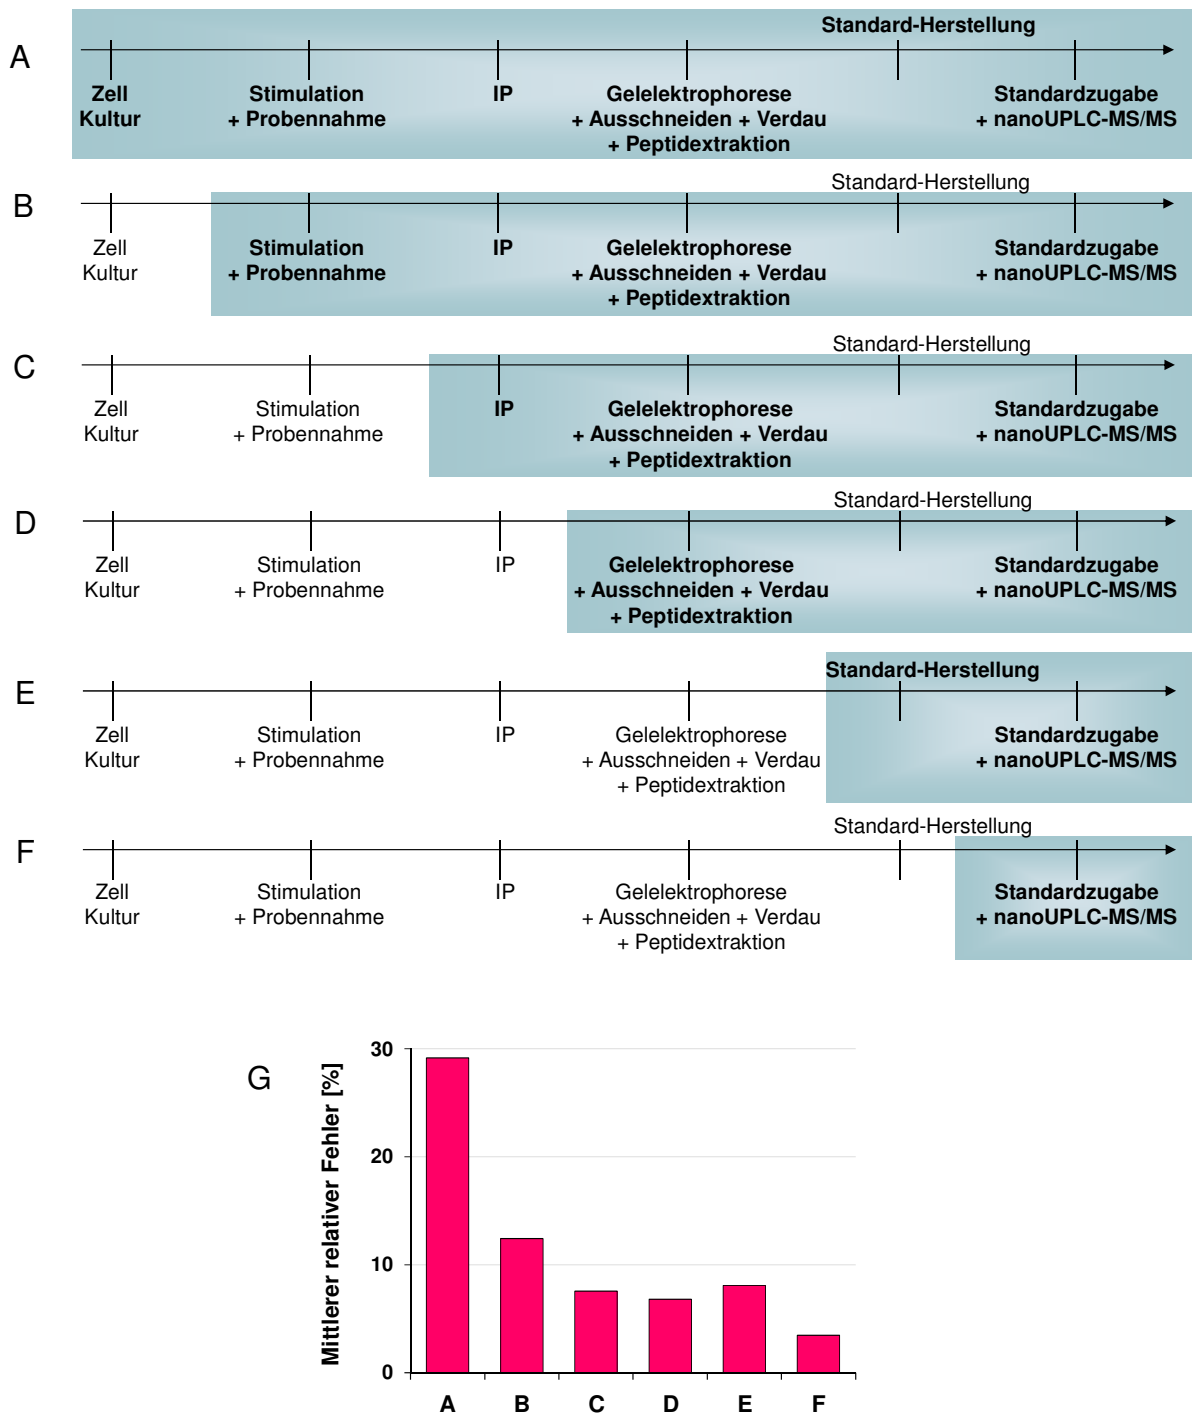 Standard-Herstellung
A
Zell
Kultur
Stimulation
+ Probennahme
IP
Gelelektrophorese
+ Ausschneiden + Verdau
+ Peptidextraktion
Standardzugabe
+ nanoUPLC-MS/MS
Standard-Herstellung
B
Zell
Kultur
Stimulation
+ Probennahme
IP
Gelelektrophorese
+ Ausschneiden + Verdau
+ Peptidextraktion
Standardzugabe
+ nanoUPLC-MS/MS
Standard-Herstellung
C
Zell
Kultur
Stimulation
+ Probennahme
IP
Gelelektrophorese
+ Ausschneiden + Verdau
+ Peptidextraktion
Standardzugabe
+ nanoUPLC-MS/MS
Standard-Herstellung
D
Zell
Kultur
Stimulation
+ Probennahme
IP
Gelelektrophorese
+ Ausschneiden + Verdau
+ Peptidextraktion
Standardzugabe
+ nanoUPLC-MS/MS
Standard-Herstellung
E
Zell
Kultur
Stimulation
+ Probennahme
IP
Gelelektrophorese
+ Ausschneiden + Verdau
+ Peptidextraktion
Standardzugabe
+ nanoUPLC-MS/MS
Standard-Herstellung
F
Zell
Kultur
Stimulation
+ Probennahme
IP
Gelelektrophorese
+ Ausschneiden + Verdau
+ Peptidextraktion
Standardzugabe
+ nanoUPLC-MS/MS
G
Mittlerer relativer Fehler [%]
30
20
10
0
A B C D E F